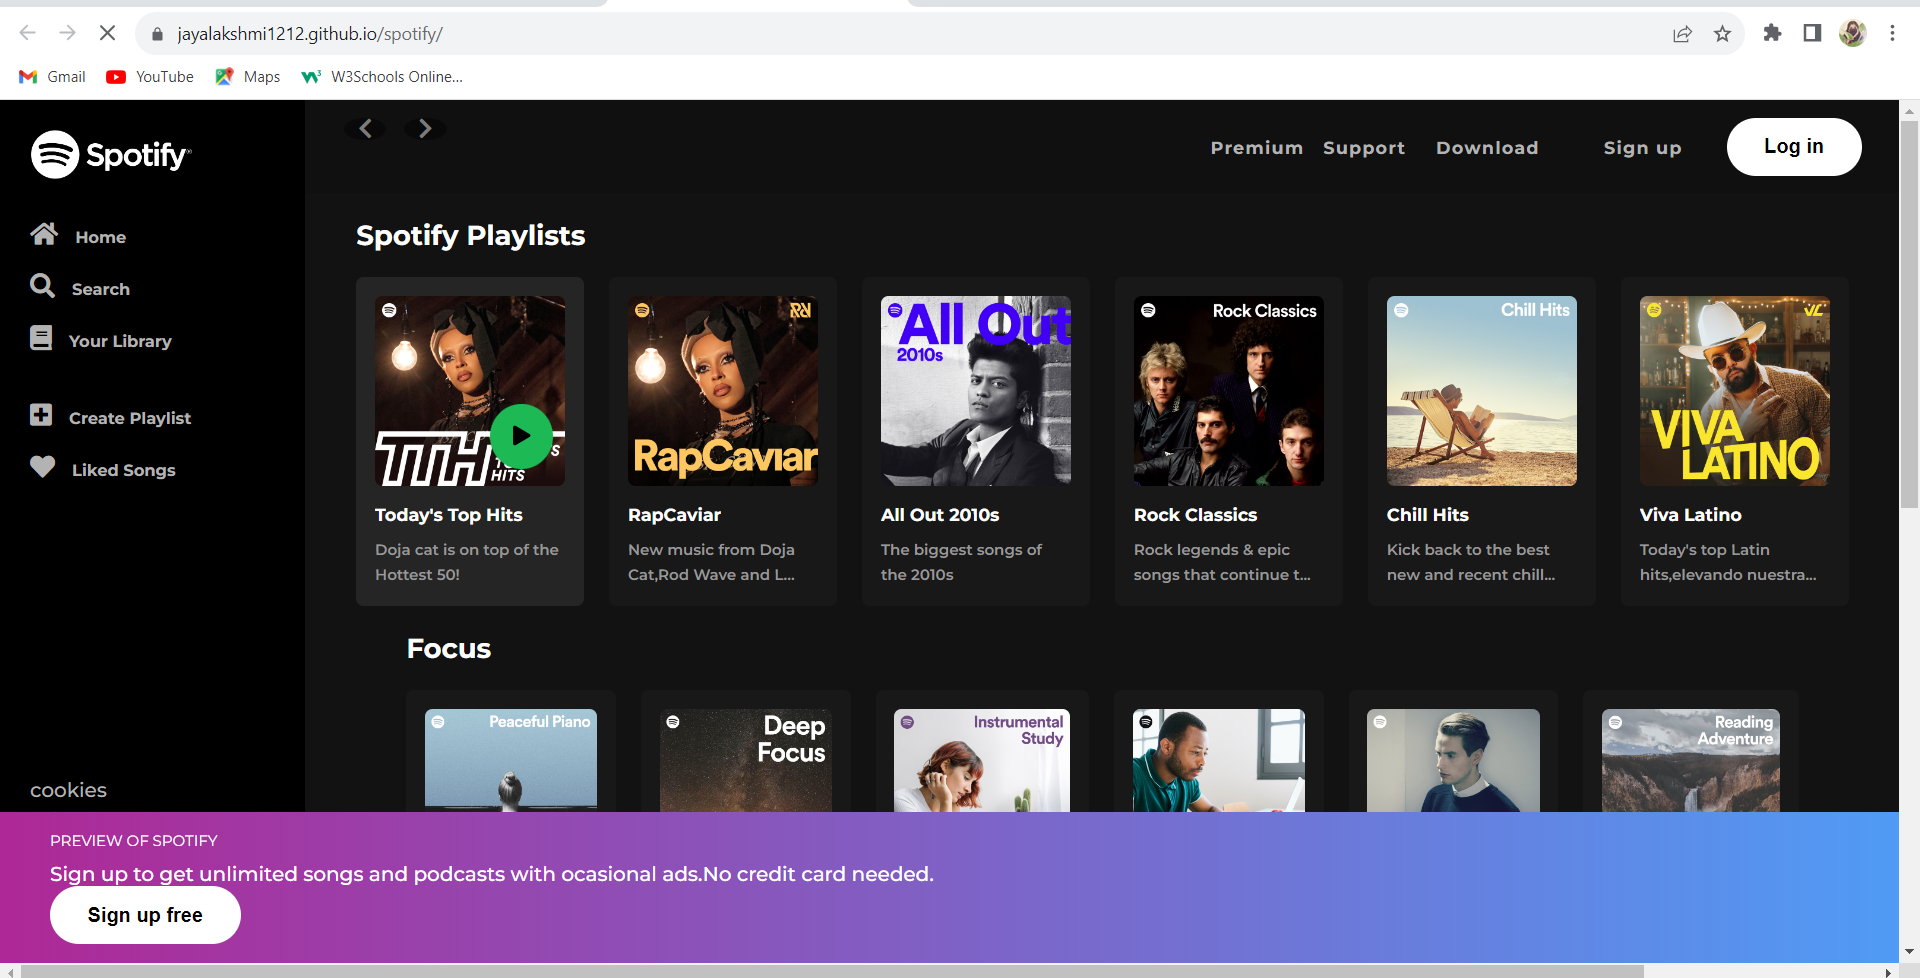 jayalakshmi1212.github.io/spotify/
Gmail
YouTube
Maps
W3Schools Online...
Spotify
Home
Search
Your Library
Create Playlist
Liked Songs
cookies
Premium
Support
Download
Sign up
Log in
Spotify Playlists
TTH
HITS
Today's Top Hits
Doja cat is on top of the
Hottest 50!
RapCaviar
RapCaviar
New music from Doja
Cat,Rod Wave and L...
All Out
2010s
All Out 2010s
The biggest songs of
the 2010s
Rock Classics
Rock Classics
Rock legends & epic
songs that continue t...
Chill Hits
Chill Hits
Kick back to the best
new and recent chill...
VL
VIVA
LATINO
Viva Latino
Today's top Latin
hits,elevando nuestra...
Focus
Peaceful Piano
Deep
Focus
Instrumental
Study
Reading
Adventure
PREVIEW OF SPOTIFY
Sign up to get unlimited songs and podcasts with ocasional ads.No credit card needed.
Sign up free